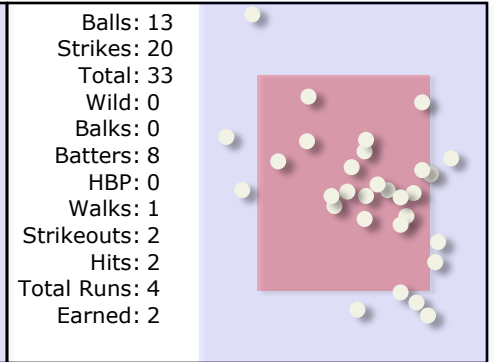 Balls: 13
Strikes: 20
Total: 33
Wild: 0
Balks: 0
Batters: 8
HBP: 0
Walks: 1
Strikeouts: 2
Hits: 2
Total Runs: 4
Earned: 2